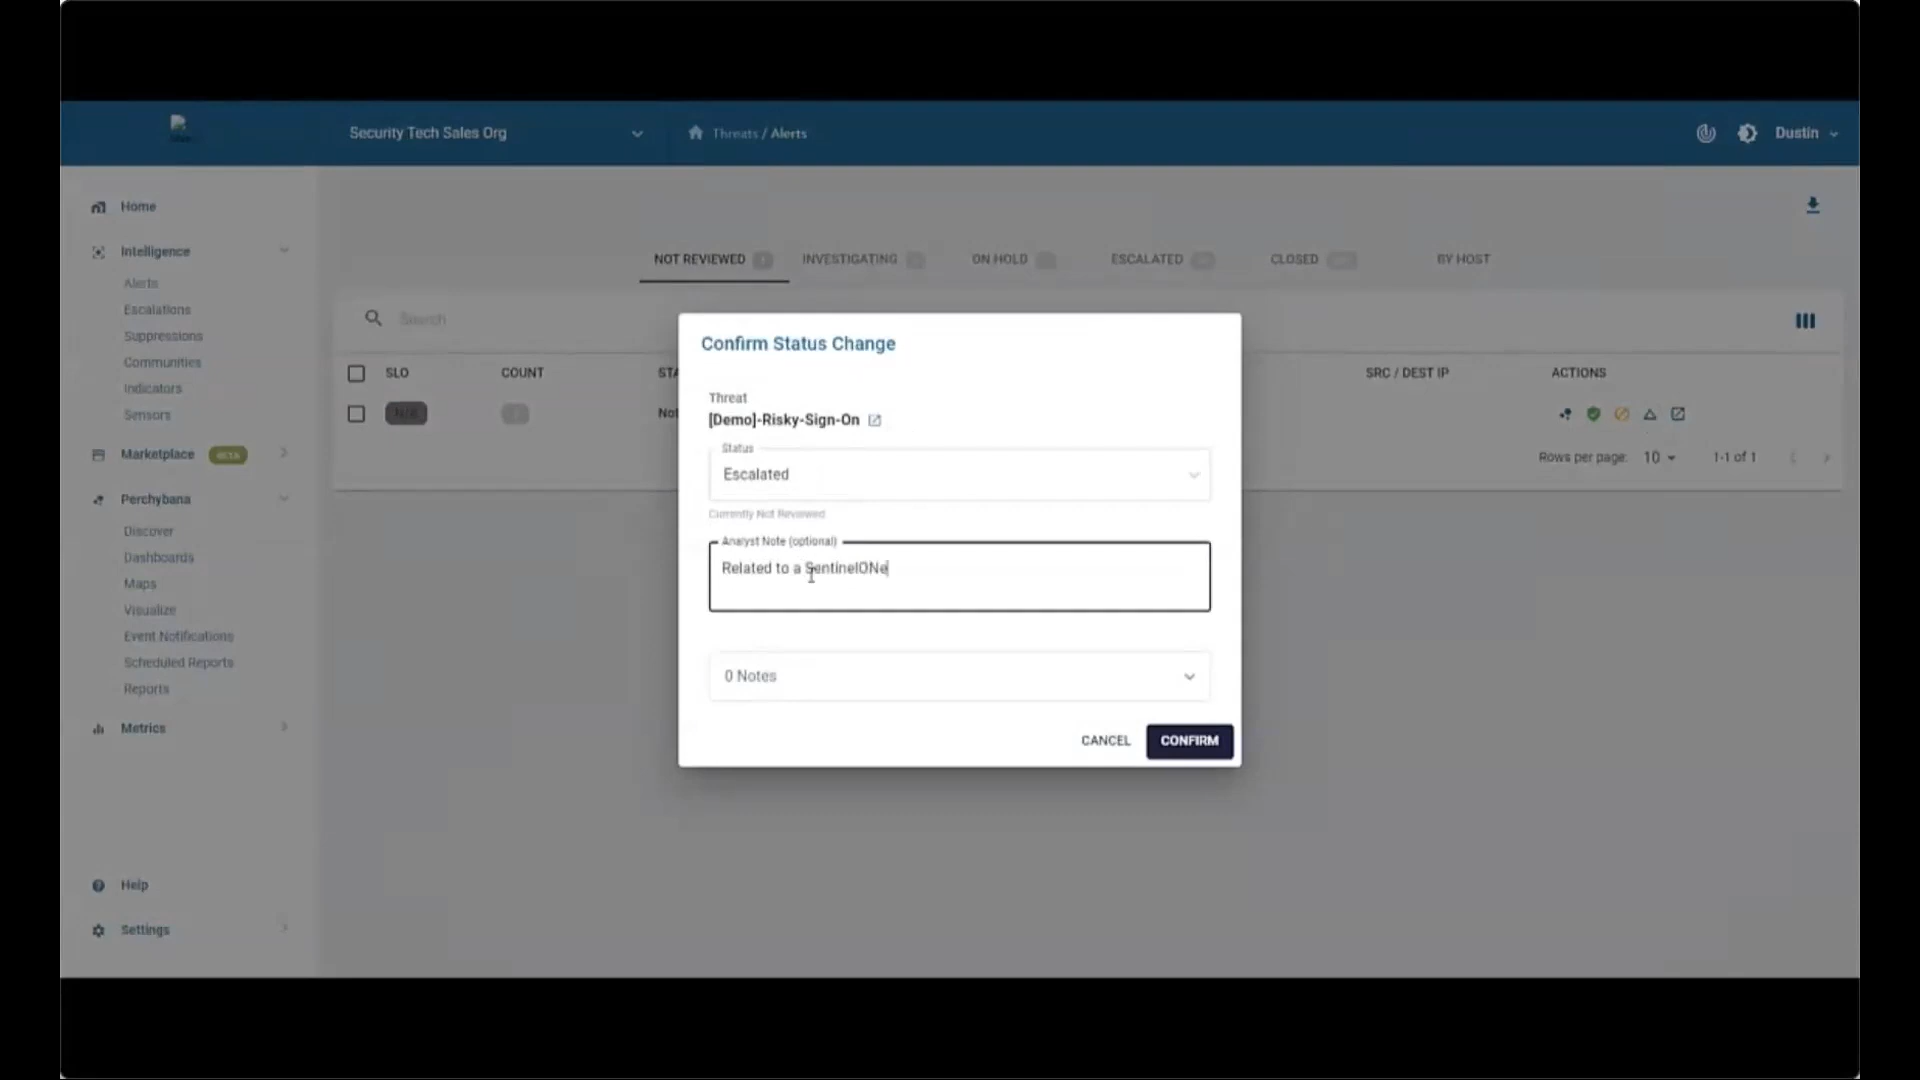 Security Tech Sales Org
Threats / Alerts
Dustin
Home
Intelligence
Alerts
Escalations
Suppressions
Communities
Indicators
Sensors
Marketplace BETA
Perchybana
Discover
Dashboards
Maps
Visualize
Event Notifications
Scheduled Reports
Reports
Metrics
Help
Settings
NOT REVIEWED INVESTIGATING ON HOLD ESCALATED CLOSED BY HOST
Search
SLO COUNT STA SRC / DEST IP ACTIONS
Not
Rows per page: 10 1-1 of 1
Confirm Status Change
Threat
[Demo]-Risky-Sign-On
Status
Escalated
Currently Not Reviewed
Analyst Note (optional)
Related to a SentinelONe
0 Notes
CANCEL CONFIRM